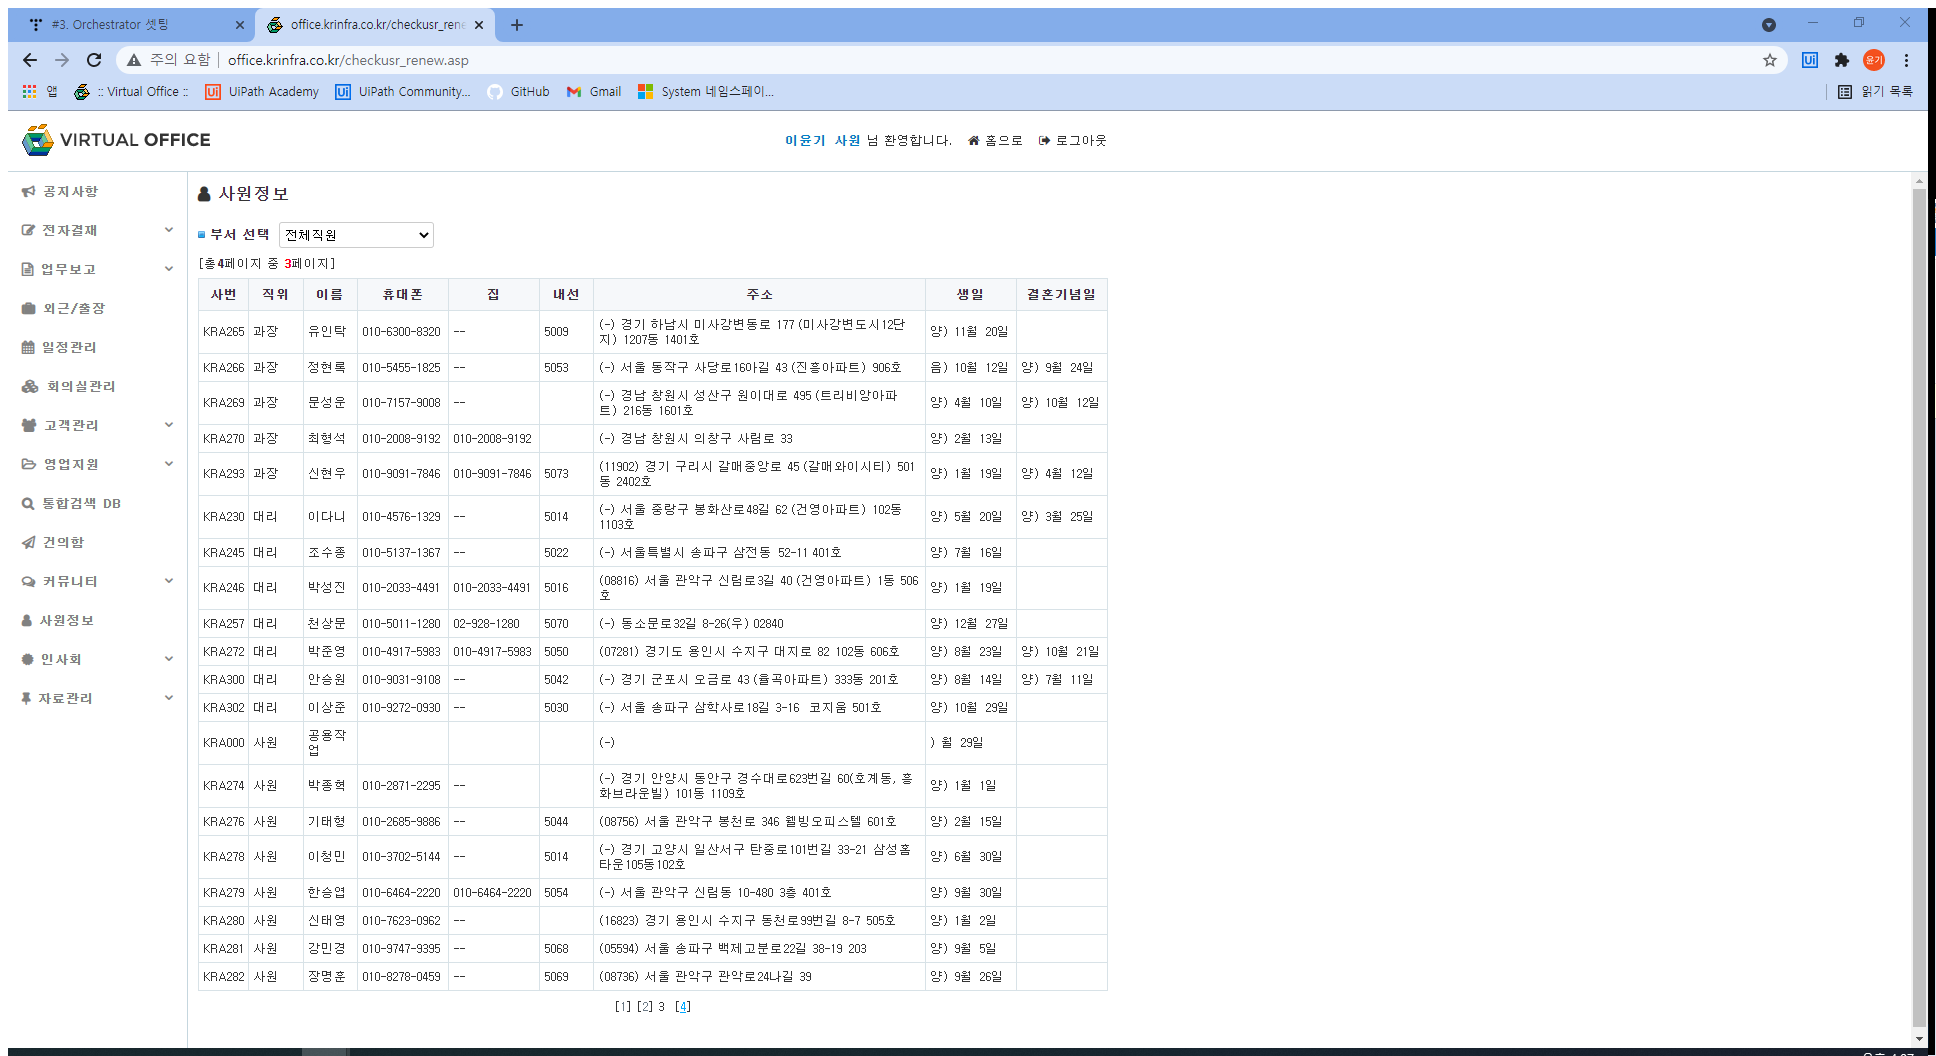 #3. Orchestrator 셋팅
office.krinfra.co.kr/checkusr_rene
주의 요함 office.krinfra.co.kr/checkusr_renew.asp
윤기
앱 :: Virtual Office :: UiPath Academy UiPath Community... GitHub Gmail System 네임스페이... 읽기 목록
VIRTUAL OFFICE
이윤기 사원 님 환영합니다. 홈으로 로그아웃
공지사항
전자결재
업무보고
외근/출장
일정관리
회의실관리
고객관리
영업지원
통합검색 DB
건의함
커뮤니티
사원정보
인사회
자료관리
사원정보
부서 선택 전체직원
[총4페이지 중 3페이지]
사번 직위 이름 휴대폰 집 내선 주소 생일 결혼기념일
KRA265 과장 유인탁 010-6300-8320 -- 5009 (-) 경기 하남시 미사강변동로 177 (미사강변도시12단지) 1207동 1401호 양) 11월 20일
KRA266 과장 정현록 010-5455-1825 -- 5053 (-) 서울 동작구 사당로16아길 43 (진흥아파트) 906호 음) 10월 12일 양) 9월 24일
KRA269 과장 문성운 010-7157-9008 -- (-) 경남 창원시 성산구 원이대로 495 (트리비앙아파트) 216동 1601호 양) 4월 10일 양) 10월 12일
KRA270 과장 최형석 010-2008-9192 010-2008-9192 (-) 경남 창원시 의창구 사림로 33 양) 2월 13일
KRA293 과장 신현우 010-9091-7846 010-9091-7846 5073 (11902) 경기 구리시 갈매중앙로 45 (갈매와이시티) 501동 2402호 양) 1월 19일 양) 4월 12일
KRA230 대리 이다니 010-4576-1329 -- 5014 (-) 서울 중랑구 봉화산로48길 62 (건영아파트) 102동 1103호 양) 5월 20일 양) 3월 25일
KRA245 대리 조수종 010-5137-1367 -- 5022 (-) 서울특별시 송파구 삼전동 52-11 401호 양) 7월 16일
KRA246 대리 박성진 010-2033-4491 010-2033-4491 5016 (08816) 서울 관악구 신림로3길 40 (건영아파트) 1동 506호 양) 1월 19일
KRA257 대리 천상문 010-5011-1280 02-928-1280 5070 (-) 동소문로32길 8-26(우) 02840 양) 12월 27일
KRA272 대리 박준영 010-4917-5983 010-4917-5983 5050 (07281) 경기도 용인시 수지구 대지로 82 102동 606호 양) 8월 23일 양) 10월 21일
KRA300 대리 안승원 010-9031-9108 -- 5042 (-) 경기 군포시 오금로 43 (율곡아파트) 333동 201호 양) 8월 14일 양) 7월 11일
KRA302 대리 이상준 010-9272-0930 -- 5030 (-) 서울 송파구 삼학사로18길 3-16 코지움 501호 양) 10월 29일
KRA000 사원 공용작업 (-) ) 월 29일
KRA274 사원 박종혁 010-2871-2295 -- (-) 경기 안양시 동안구 경수대로623번길 60(호계동, 흥화브라운빌) 101동 1109호 양) 1월 1일
KRA276 사원 기태형 010-2685-9886 -- 5044 (08756) 서울 관악구 봉천로 346 웰빙오피스텔 601호 양) 2월 15일
KRA278 사원 이청민 010-3702-5144 -- 5014 (-) 경기 고양시 일산서구 탄중로101번길 33-21 삼성홈타운105동102호 양) 6월 30일
KRA279 사원 한승엽 010-6464-2220 010-6464-2220 5054 (-) 서울 관악구 신림동 10-480 3층 401호 양) 9월 30일
KRA280 사원 신태영 010-7623-0962 -- (16823) 경기 용인시 수지구 동천로99번길 8-7 505호 양) 1월 2일
KRA281 사원 강민경 010-9747-9395 -- 5068 (05594) 서울 송파구 백제고분로22길 38-19 203 양) 9월 5일
KRA282 사원 장명훈 010-8278-0459 -- 5069 (08736) 서울 관악구 관악로24나길 39 양) 9월 26일
[1] [2] 3 [4]